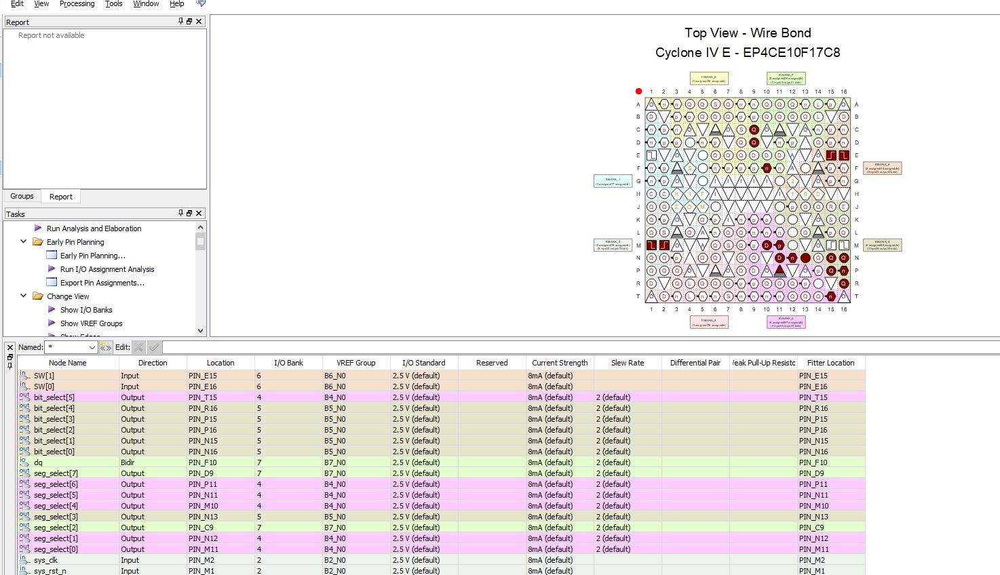 Edit View Processing Tools Window Help
Report
Report not available
Groups Report
Tasks
Run Analysis and Elaboration
Early Pin Planning
Early Pin Planning...
Run I/O Assignment Analysis
Export Pin Assignments...
Change View
Show I/O Banks
Show VREF Groups
Show Edges
Top View - Wire Bond
Cyclone IV E - EP4CE10F17C8
IOBANK_8
IOBANK_7
1 2 3 4 5 6 7 8 9 10 11 12 13 14 15 16
A
B
C
D
E
F
G
H
J
K
L
M
N
P
R
T
IOBANK_1
IOBANK_6
IOBANK_2
IOBANK_5
1 2 3 4 5 6 7 8 9 10 11 12 13 14 15 16
IOBANK_3
IOBANK_4
Named: * Edit:
Node Name Direction Location I/O Bank VREF Group I/O Standard Reserved Current Strength Slew Rate Differential Pair /eak Pull-Up Resisto Fitter Location
in SW[1] Input PIN_E15 6 B6_N0 2.5 V (default) 8mA (default) PIN_E15
in SW[0] Input PIN_E16 6 B6_N0 2.5 V (default) 8mA (default) PIN_E16
out bit_select[5] Output PIN_T15 4 B4_N0 2.5 V (default) 8mA (default) 2 (default) PIN_T15
out bit_select[4] Output PIN_R16 5 B5_N0 2.5 V (default) 8mA (default) 2 (default) PIN_R16
out bit_select[3] Output PIN_P15 5 B5_N0 2.5 V (default) 8mA (default) 2 (default) PIN_P15
out bit_select[2] Output PIN_P16 5 B5_N0 2.5 V (default) 8mA (default) 2 (default) PIN_P16
out bit_select[1] Output PIN_N15 5 B5_N0 2.5 V (default) 8mA (default) 2 (default) PIN_N15
out bit_select[0] Output PIN_N16 5 B5_N0 2.5 V (default) 8mA (default) 2 (default) PIN_N16
io dq Bidir PIN_F10 7 B7_N0 2.5 V (default) 8mA (default) 2 (default) PIN_F10
out seg_select[7] Output PIN_D9 7 B7_N0 2.5 V (default) 8mA (default) 2 (default) PIN_D9
out seg_select[6] Output PIN_P11 4 B4_N0 2.5 V (default) 8mA (default) 2 (default) PIN_P11
out seg_select[5] Output PIN_N11 4 B4_N0 2.5 V (default) 8mA (default) 2 (default) PIN_N11
out seg_select[4] Output PIN_M10 4 B4_N0 2.5 V (default) 8mA (default) 2 (default) PIN_M10
out seg_select[3] Output PIN_N13 5 B5_N0 2.5 V (default) 8mA (default) 2 (default) PIN_N13
out seg_select[2] Output PIN_C9 7 B7_N0 2.5 V (default) 8mA (default) 2 (default) PIN_C9
out seg_select[1] Output PIN_N12 4 B4_N0 2.5 V (default) 8mA (default) 2 (default) PIN_N12
out seg_select[0] Output PIN_M11 4 B4_N0 2.5 V (default) 8mA (default) 2 (default) PIN_M11
in sys_clk Input PIN_M2 2 B2_N0 2.5 V (default) 8mA (default) PIN_M2
in sys_rst_n Input PIN_M1 2 B2_N0 2.5 V (default) 8mA (default) PIN_M1